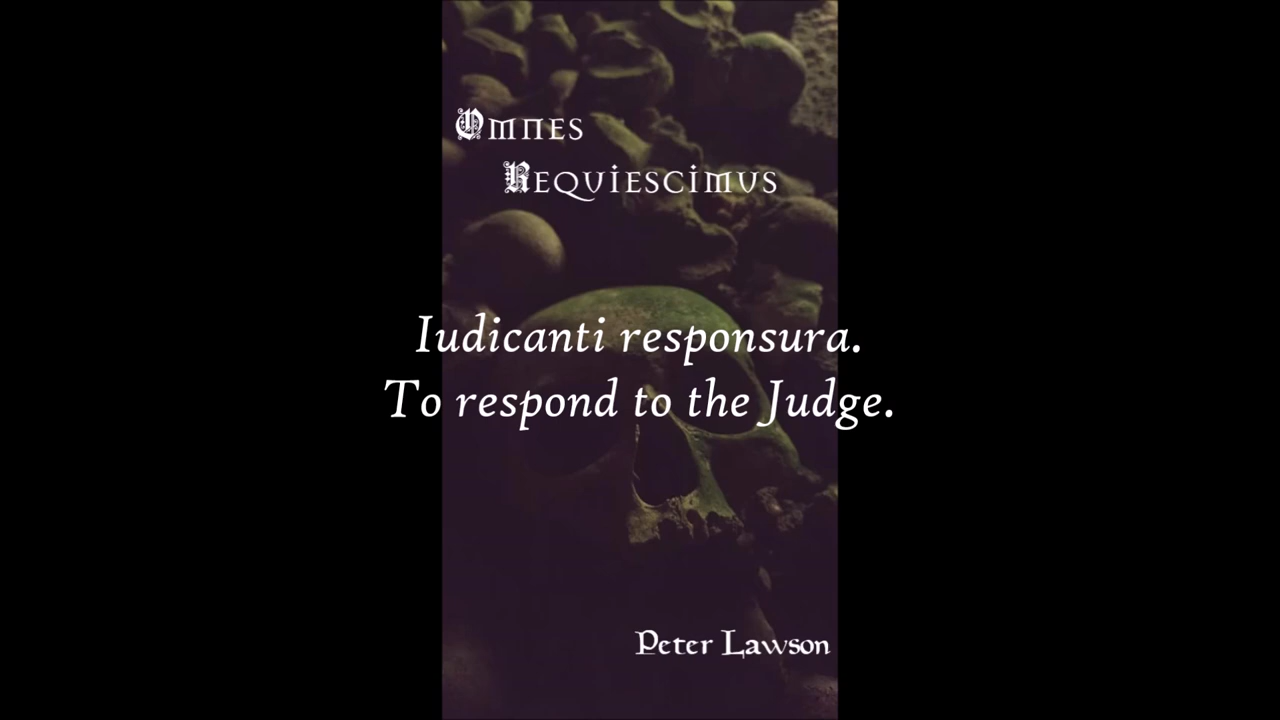 Omnes
Requiescimus
Iudicanti responsura.
To respond to the Judge.
Peter Lawson